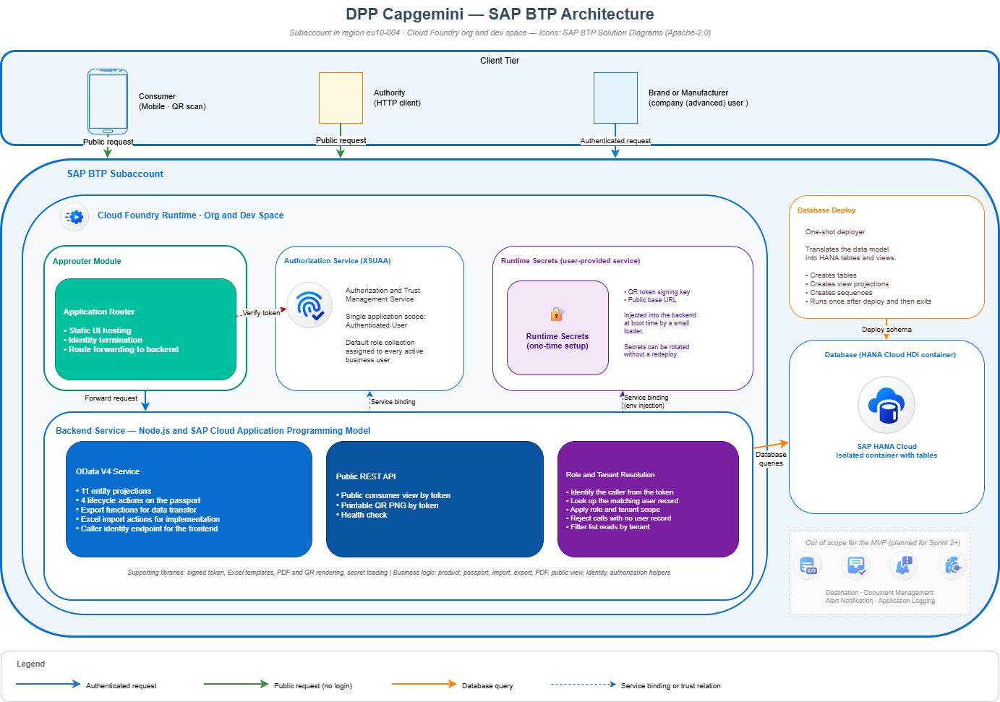 DPP Capgemini — SAP BTP Architecture
Subaccount in region eu10-004 · Cloud Foundry org and dev space — Icons: SAP BTP Solution Diagrams (Apache-2.0)
Client Tier
Consumer
(Mobile · QR scan)
Authority
(HTTP client)
Brand or Manufacturer
(company (advanced) user )
Public request
Public request
Authenticated request
SAP BTP Subaccount
Cloud Foundry Runtime · Org and Dev Space
Approuter Module
Application Router
• Static UI hosting
• Identity termination
• Route forwarding to backend
Verify token
Authorization Service (XSUAA)
Authorization and Trust
Management Service
Single application scope:
Authenticated User
Default role collection
assigned to every active
business user
Runtime Secrets (user-provided service)
Runtime Secrets
(one-time setup)
• QR token signing key
• Public base URL
Injected into the backend
at boot time by a small
loader.
Secrets can be rotated
without a redeploy.
Database Deploy
One-shot deployer
Translates the data model
into HANA tables and views.
• Creates tables
• Creates view projections
• Creates sequences
• Runs once after deploy and then exits
Deploy schema
Database (HANA Cloud HDI container)
SAP HANA Cloud
Isolated container with tables
Forward request
Service binding
Service binding
(env injection)
Backend Service — Node.js and SAP Cloud Application Programming Model
OData V4 Service
• 11 entity projections
• 4 lifecycle actions on the passport
• Export functions for data transfer
• Excel import actions for implementation
• Caller identity endpoint for the frontend
Public REST API
• Public consumer view by token
• Printable QR PNG by token
• Health check
Role and Tenant Resolution
• Identify the caller from the token
• Look up the matching user record
• Apply role and tenant scope
• Reject calls with no user record
• Filter list reads by tenant
Database
queries
Supporting libraries: signed token, Excel templates, PDF and QR rendering, secret loading | Business logic: product, passport, import, export, PDF, public view, identity, authorization helpers
Out of scope for the MVP (planned for Sprint 2+)
Destination · Document Management
Alert Notification · Application Logging
Legend
Authenticated request
Public request (no login)
Database query
Service binding or trust relation